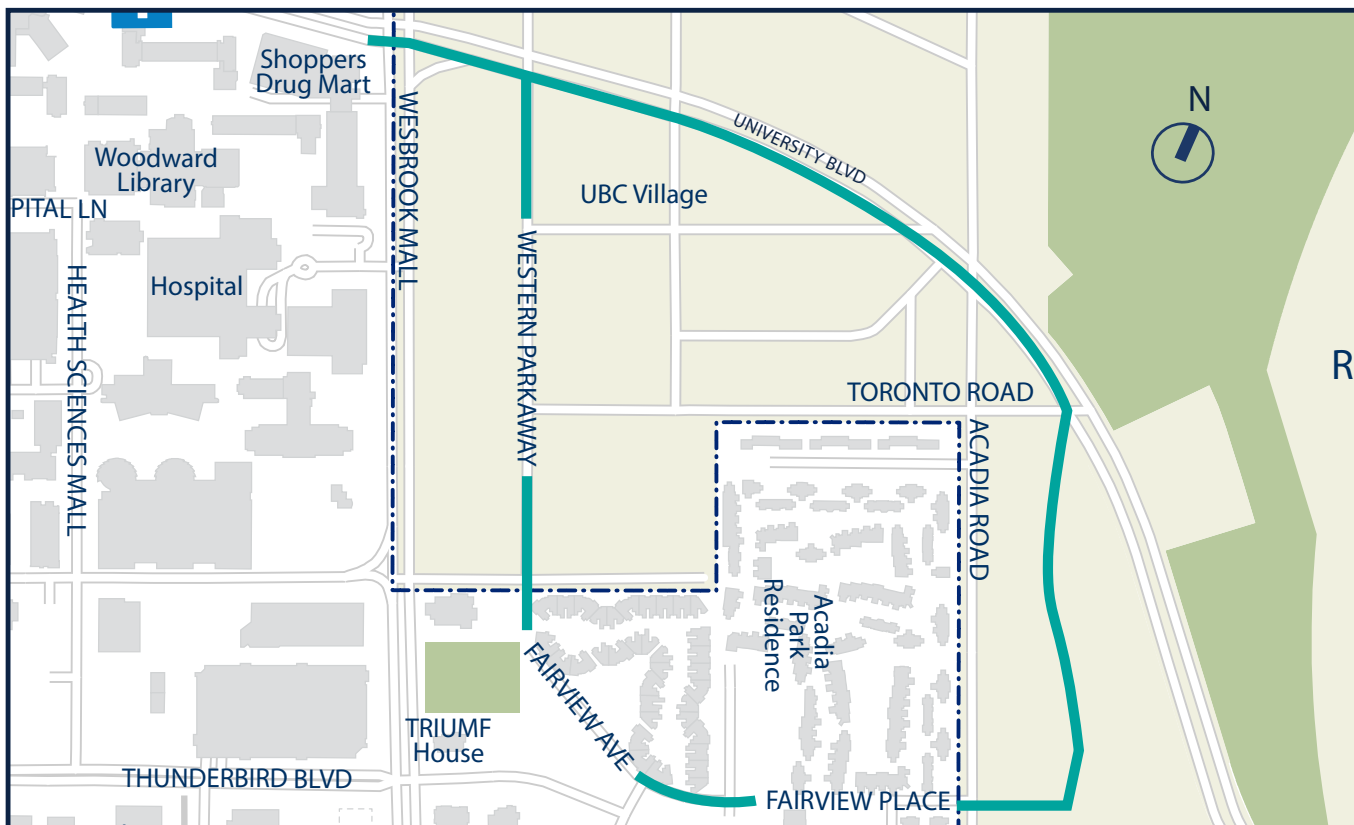 Shoppers
Drug Mart
N
WESBROOK MALL
UNIVERSITY BLVD
Woodward
Library
UBC Village
PITAL LN
WESTERN PARKAWAY
HEALTH SCIENCES MALL
Hospital
R
TORONTO ROAD
ACADIA ROAD
Acadia
Park
Residence
FAIRVIEW AVE
TRIUMF
House
THUNDERBIRD BLVD
FAIRVIEW PLACE